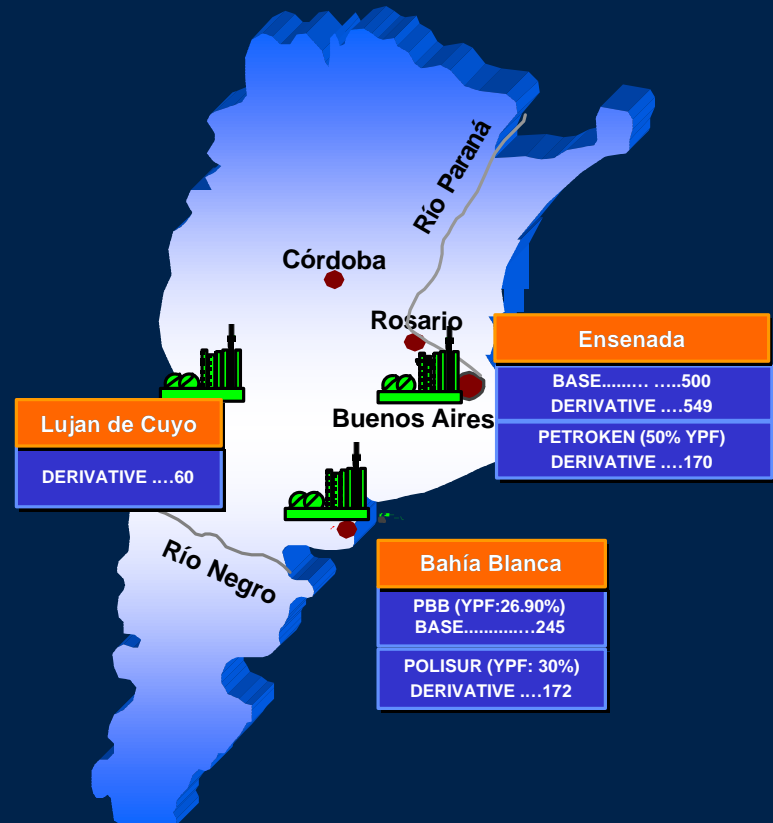 Río Paraná
Córdoba
Rosario
Buenos Aires
Ensenada
BASE......... .....500
DERIVATIVE ....549
PETROKEN (50% YPF)
DERIVATIVE ....170
Lujan de Cuyo
DERIVATIVE ....60
Río Negro
Bahía Blanca
PBB (YPF:26.90%)
BASE...............245
POLISUR (YPF: 30%)
DERIVATIVE .....172